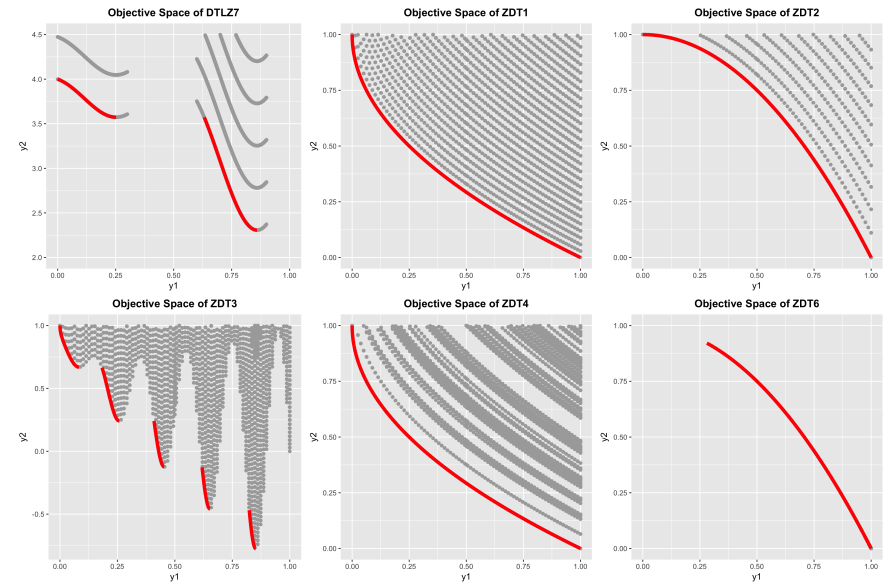 Objective Space of DTLZ7
4.5
4.0
3.5
3.0
2.5
2.0
y2
0.00 0.25 0.50 0.75 1.00
y1
Objective Space of ZDT1
1.00
0.75
0.50
0.25
0.00
y2
0.00 0.25 0.50 0.75 1.00
y1
Objective Space of ZDT2
1.00
0.75
0.50
0.25
0.00
y2
0.00 0.25 0.50 0.75 1.00
y1
Objective Space of ZDT3
1.0
0.5
0.0
-0.5
y2
0.00 0.25 0.50 0.75 1.00
y1
Objective Space of ZDT4
1.00
0.75
0.50
0.25
0.00
y2
0.00 0.25 0.50 0.75 1.00
y1
Objective Space of ZDT6
1.00
0.75
0.50
0.25
0.00
y2
0.00 0.25 0.50 0.75 1.00
y1